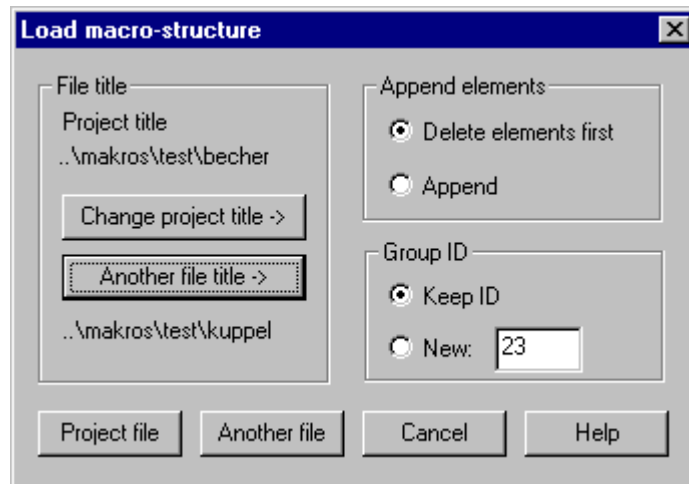 Load macro-structure
File title
Project title
..\makros\test\becher
Change project title ->
Another file title ->
..\makros\test\kuppel
Append elements
Delete elements first
Append
Group ID
Keep ID
New: 23
Project file
Another file
Cancel
Help